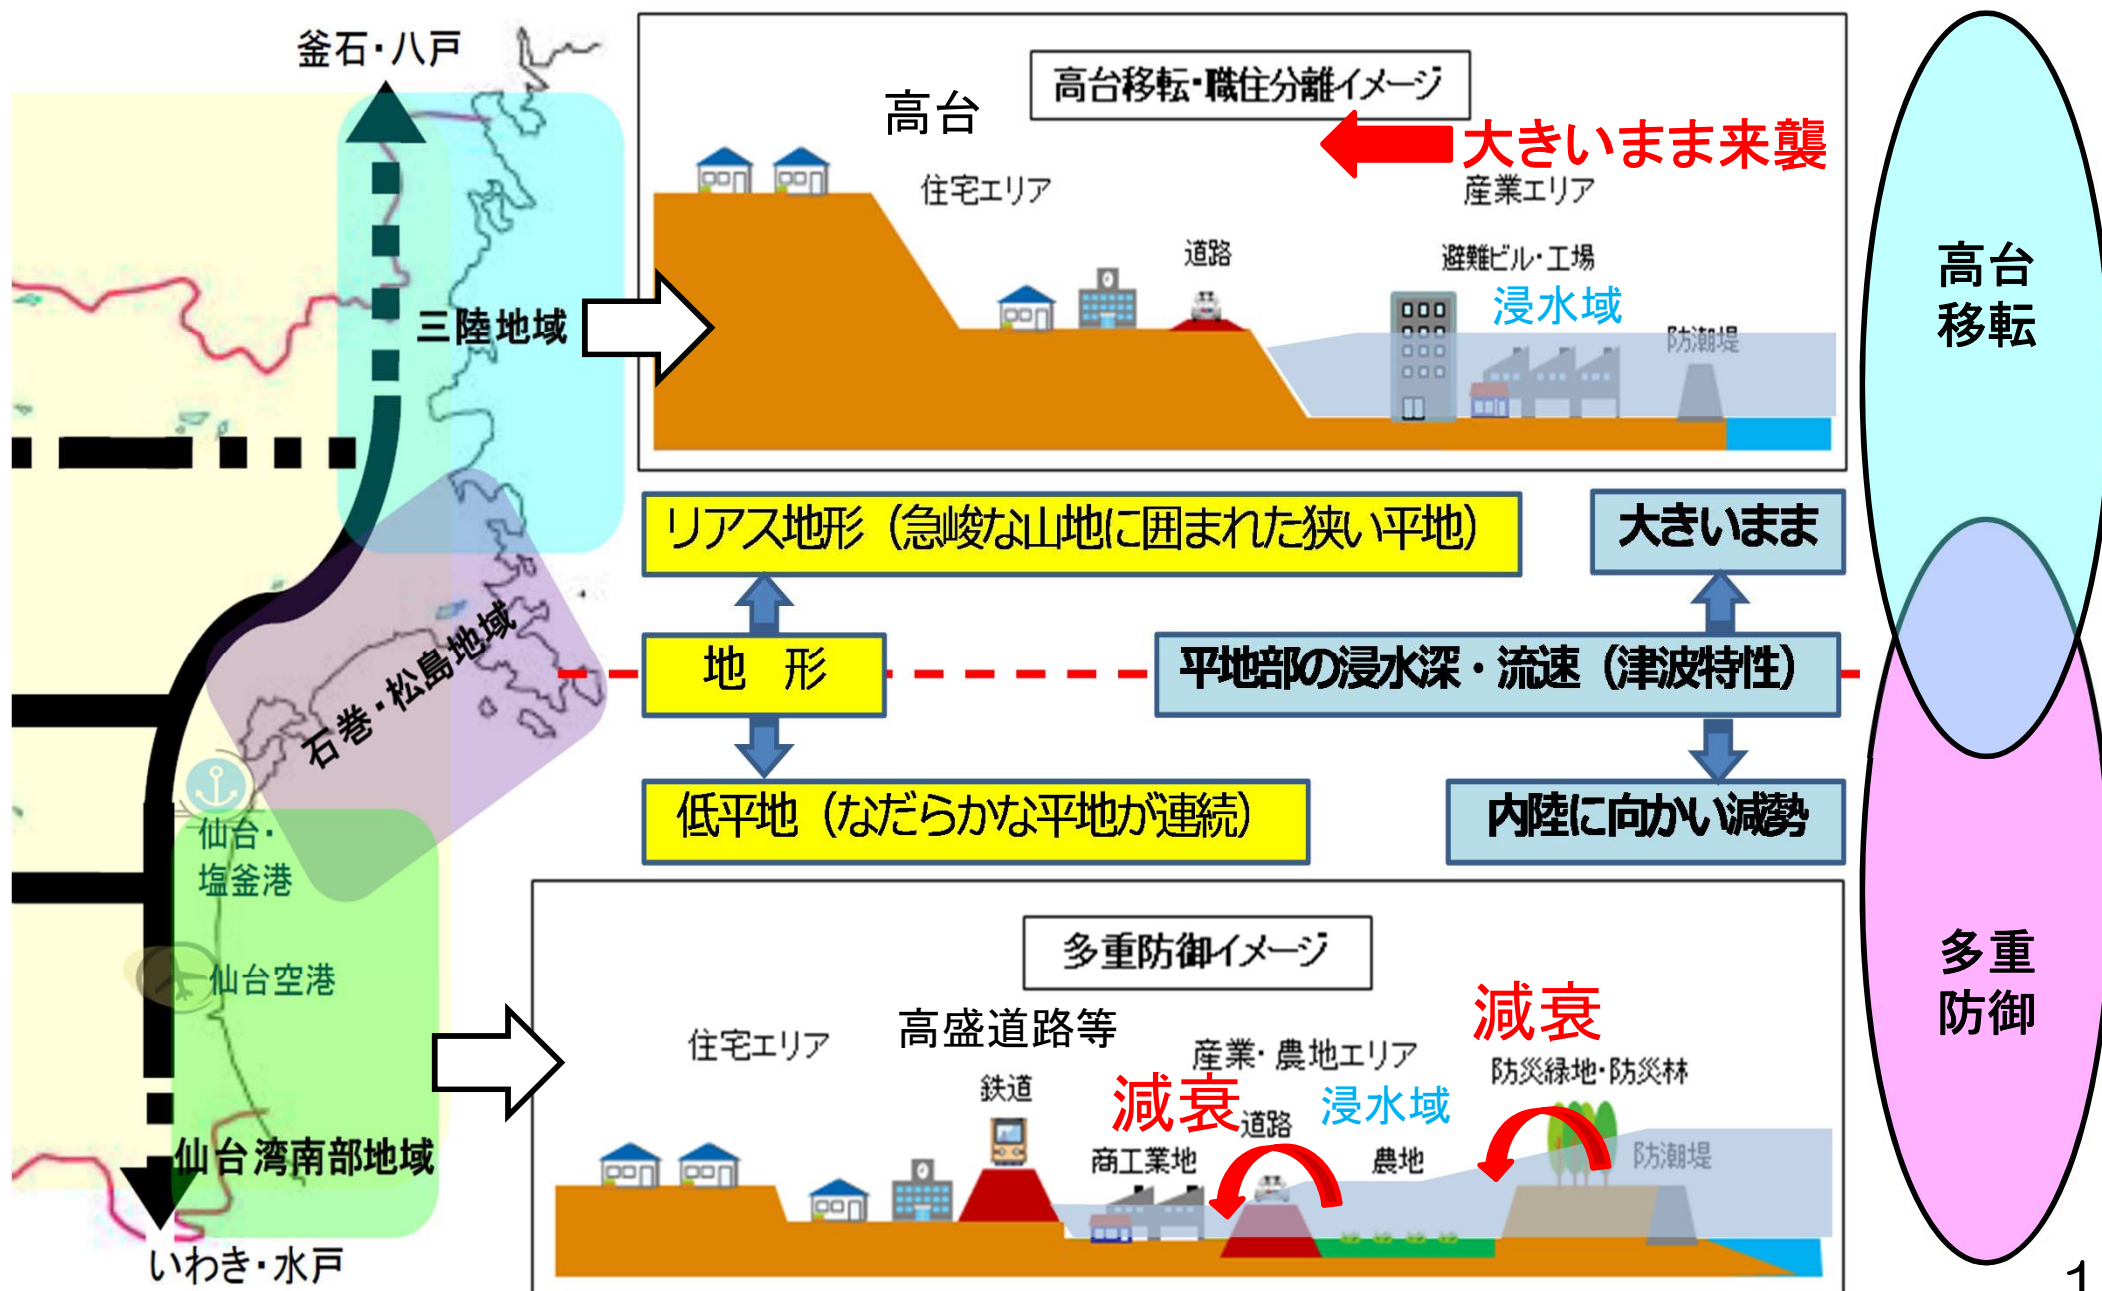 釜石・八戸
三陸地域
石巻・松島地域
仙台・
塩釜港
仙台空港
仙台湾南部地域
いわき・水戸
高台移転・職住分離イメージ
高台
大きいまま来襲
住宅エリア
産業エリア
道路
避難ビル・工場
浸水域
防潮堤
リアス地形（急峻な山地に囲まれた狭い平地）
大きいまま
地　形
平地部の浸水深・流速（津波特性）
低平地（なだらかな平地が連続）
内陸に向かい減勢
多重防御イメージ
住宅エリア
高盛道路等
産業・農地エリア
減衰
防災緑地・防災林
鉄道
減衰
道路
浸水域
商工業地
農地
防潮堤
高台
移転
多重
防御
1